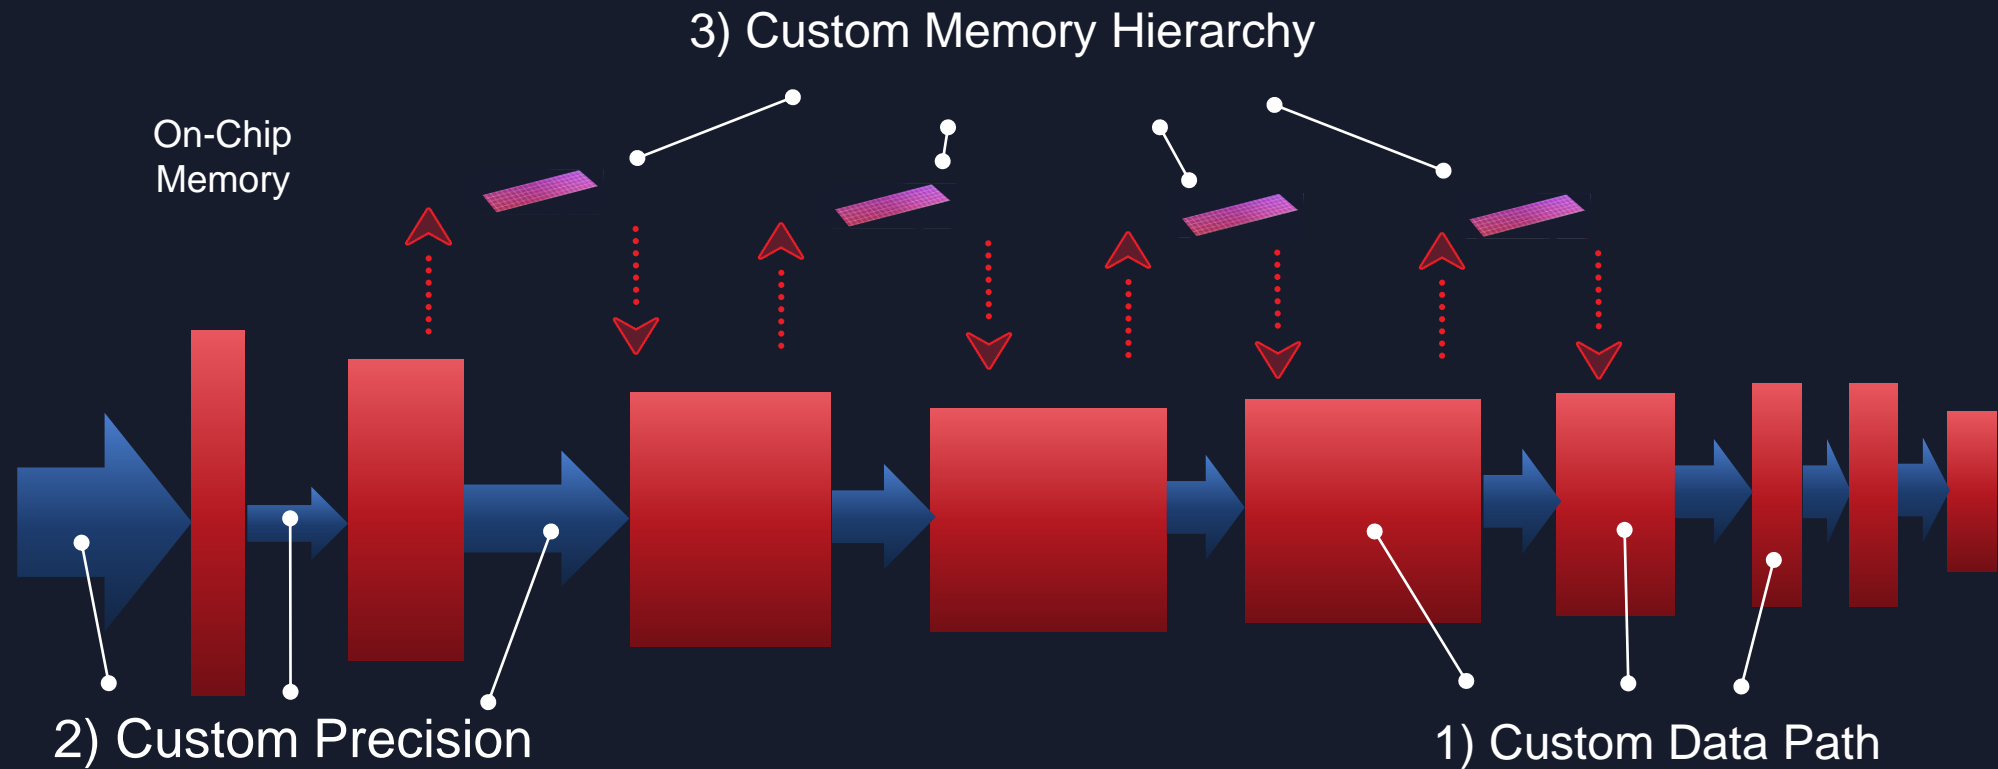 3) Custom Memory Hierarchy
On-Chip
Memory
2) Custom Precision
1) Custom Data Path